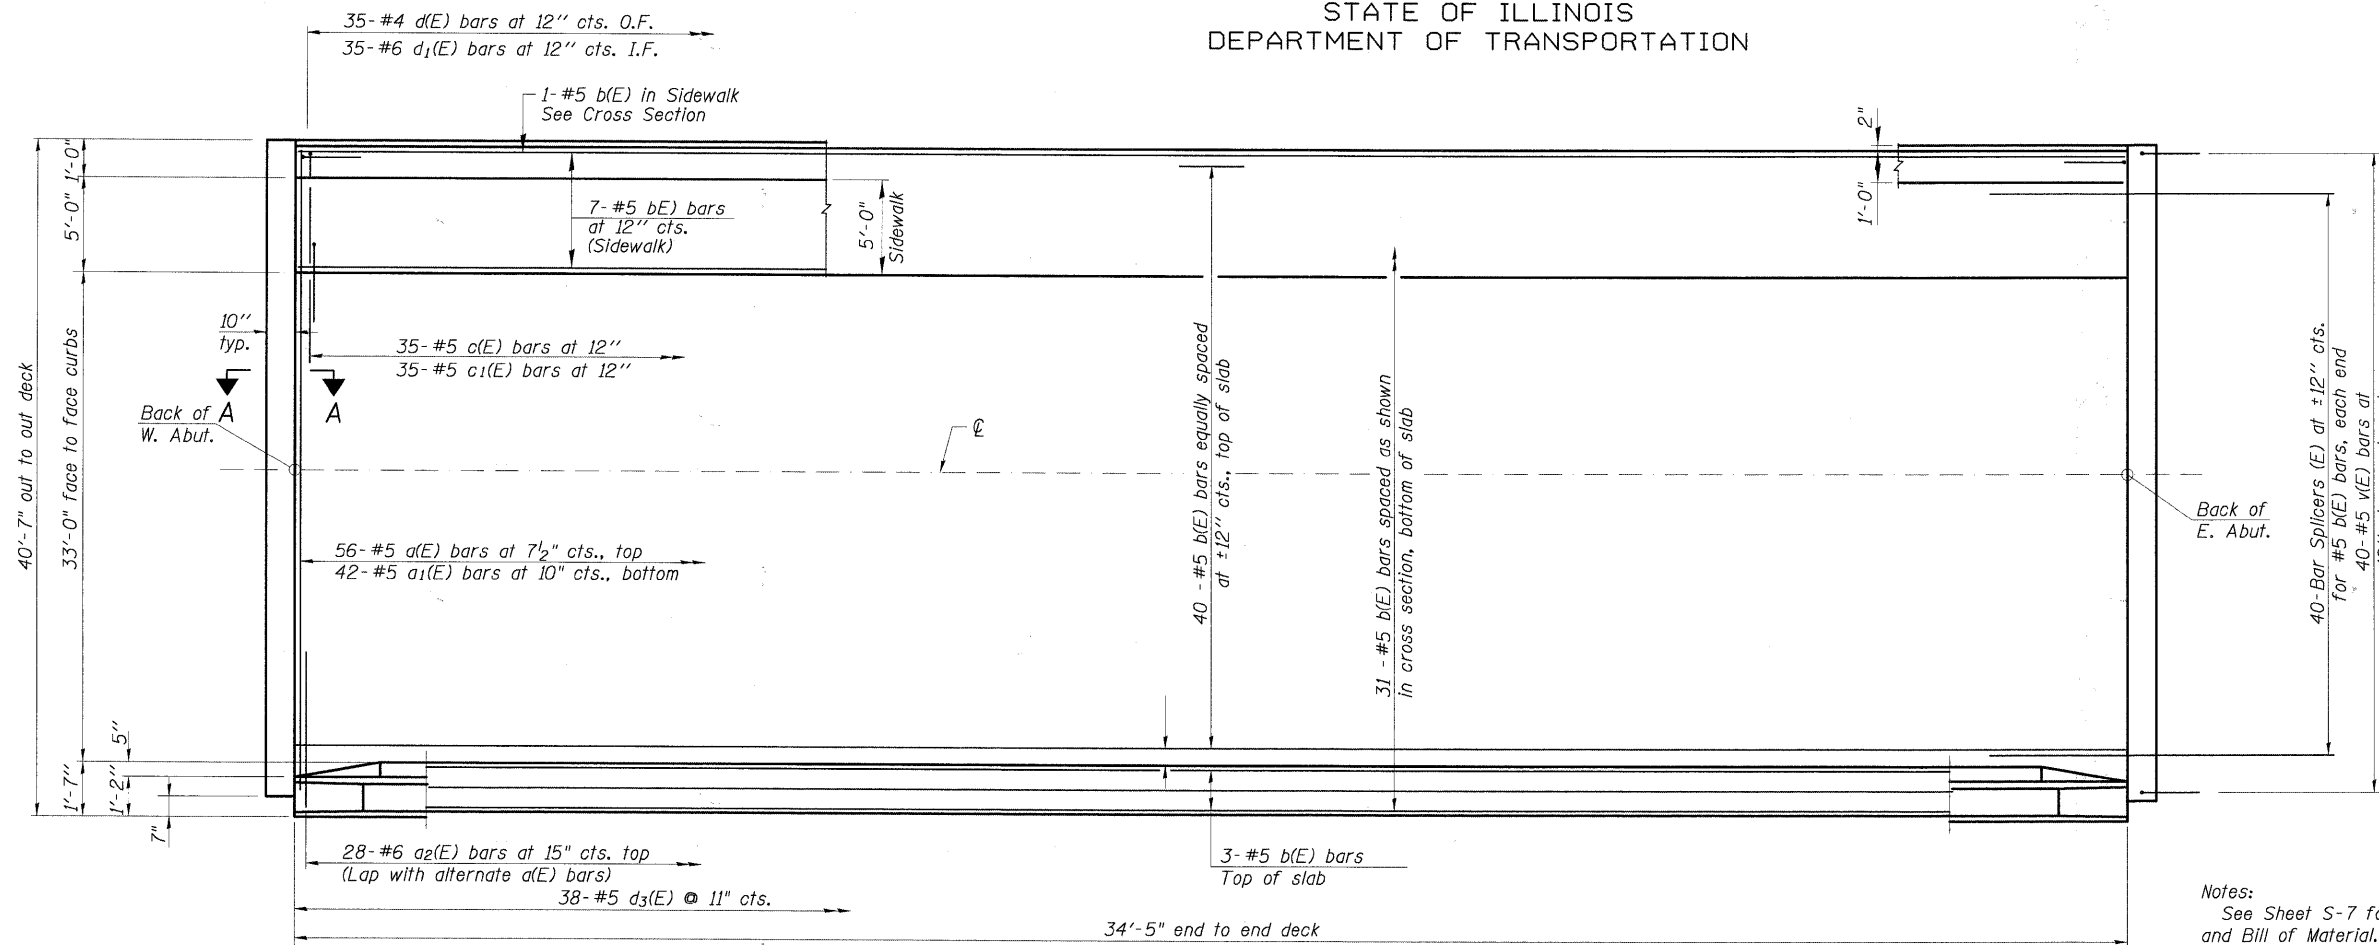 STATE OF ILLINOIS
DEPARTMENT OF TRANSPORTATION
35-#4 d(E) bars at 12" cts. O.F.
35-#6 d1(E) bars at 12" cts. I.F.
1-#5 b(E) in Sidewalk
See Cross Section
2"
1'-0"
1'-0"
5'-0"
7-#5 bE) bars
at 12" cts.
(Sidewalk)
5'-0"
Sidewalk
10"
typ.
35-#5 c(E) bars at 12"
35-#5 c1(E) bars at 12"
A
A
Back of
W. Abut.
40'-7" out to out deck
33'-0" face to face curbs
℄
40 -#5 b(E) bars equally spaced
at ±12" cts., top of slab
31 -#5 b(E) bars spaced as shown
in cross section, bottom of slab
40-Bar Splicers (E) at ±12" cts.
for #5 b(E) bars, each end
40-#5 v(E) bars at
Back of
E. Abut.
56-#5 a(E) bars at 7½" cts., top
42-#5 a1(E) bars at 10" cts., bottom
5"
1'-7"
1'-2"
7"
28-#6 a2(E) bars at 15" cts. top
(Lap with alternate a(E) bars)
38-#5 d3(E) @ 11" cts.
3-#5 b(E) bars
Top of slab
34'-5" end to end deck
Notes:
See Sheet S-7
and Bill of Material.